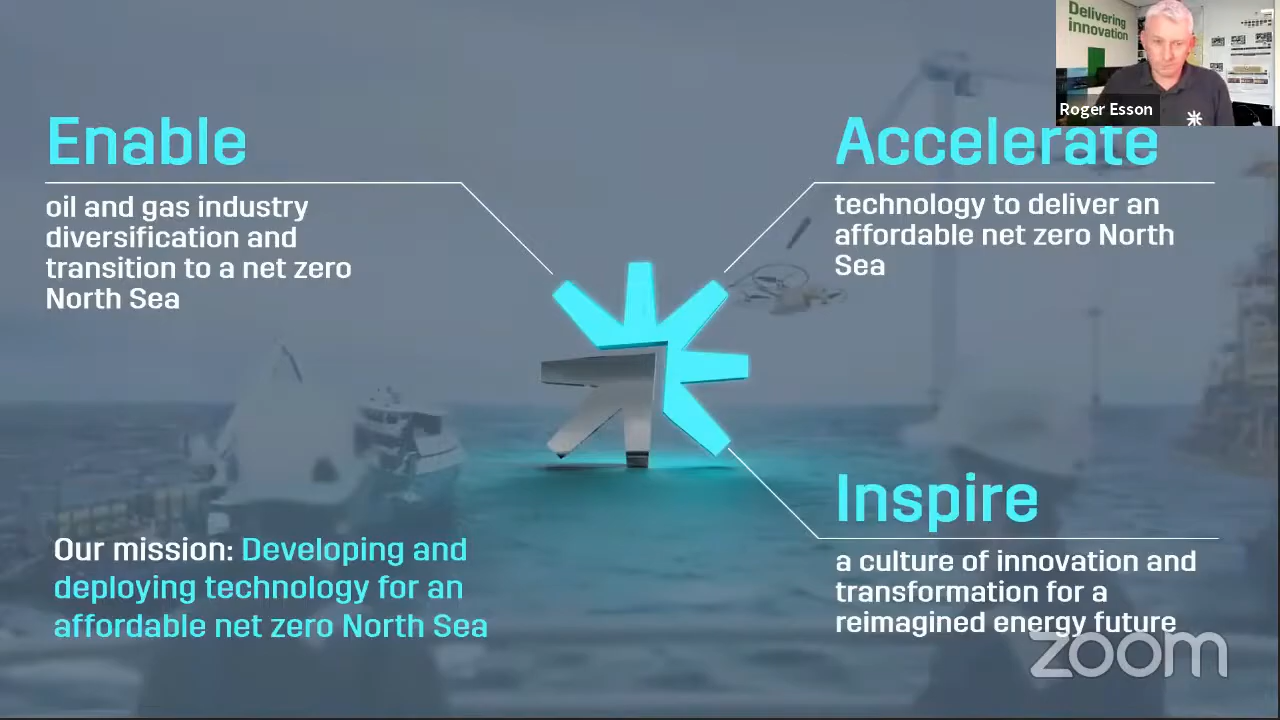 Enable
oil and gas industry
diversification and
transition to a net zero
North Sea
Accelerate
technology to deliver an
affordable net zero North
Sea
Inspire
a culture of innovation and
transformation for a
reimagined energy future
Our mission: Developing and
deploying technology for an
affordable net zero North Sea
Delivering
innovation
Roger Esson
zoom